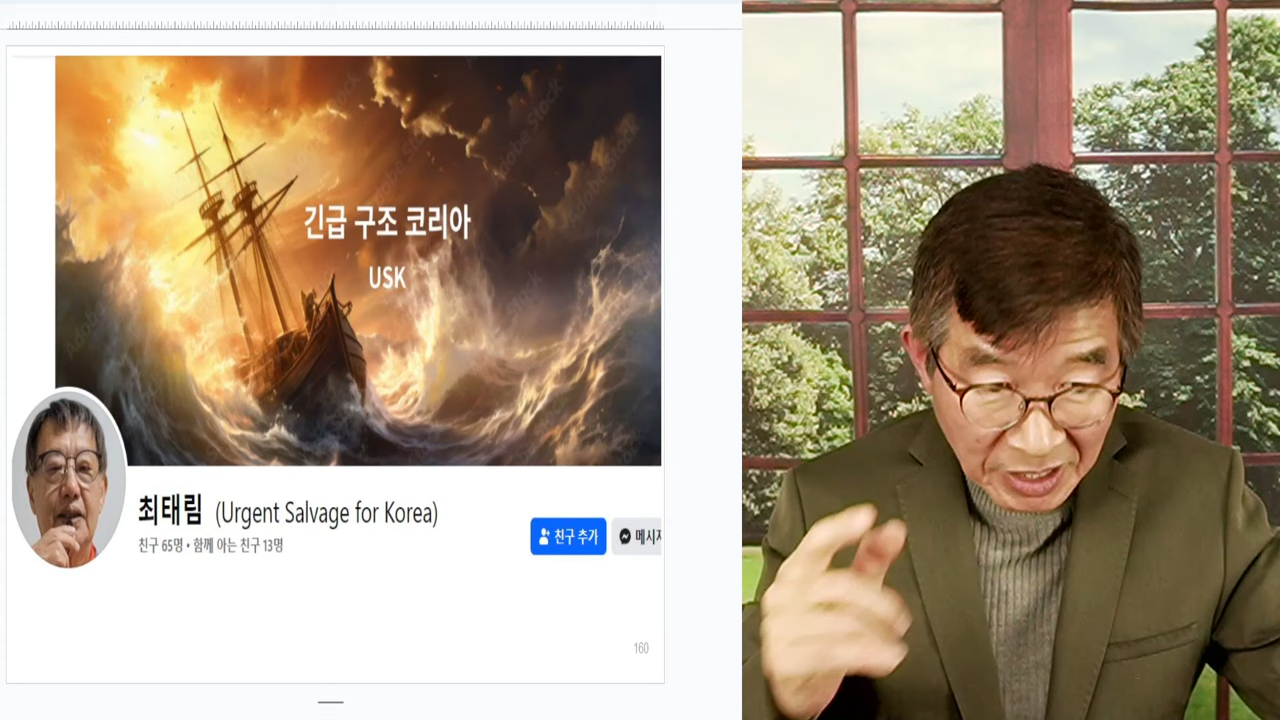 긴급 구조 코리아
USK
최태림 (Urgent Salvage for Korea)
친구 65명 • 함께 아는 친구 13명
친구 추가
메시지
160